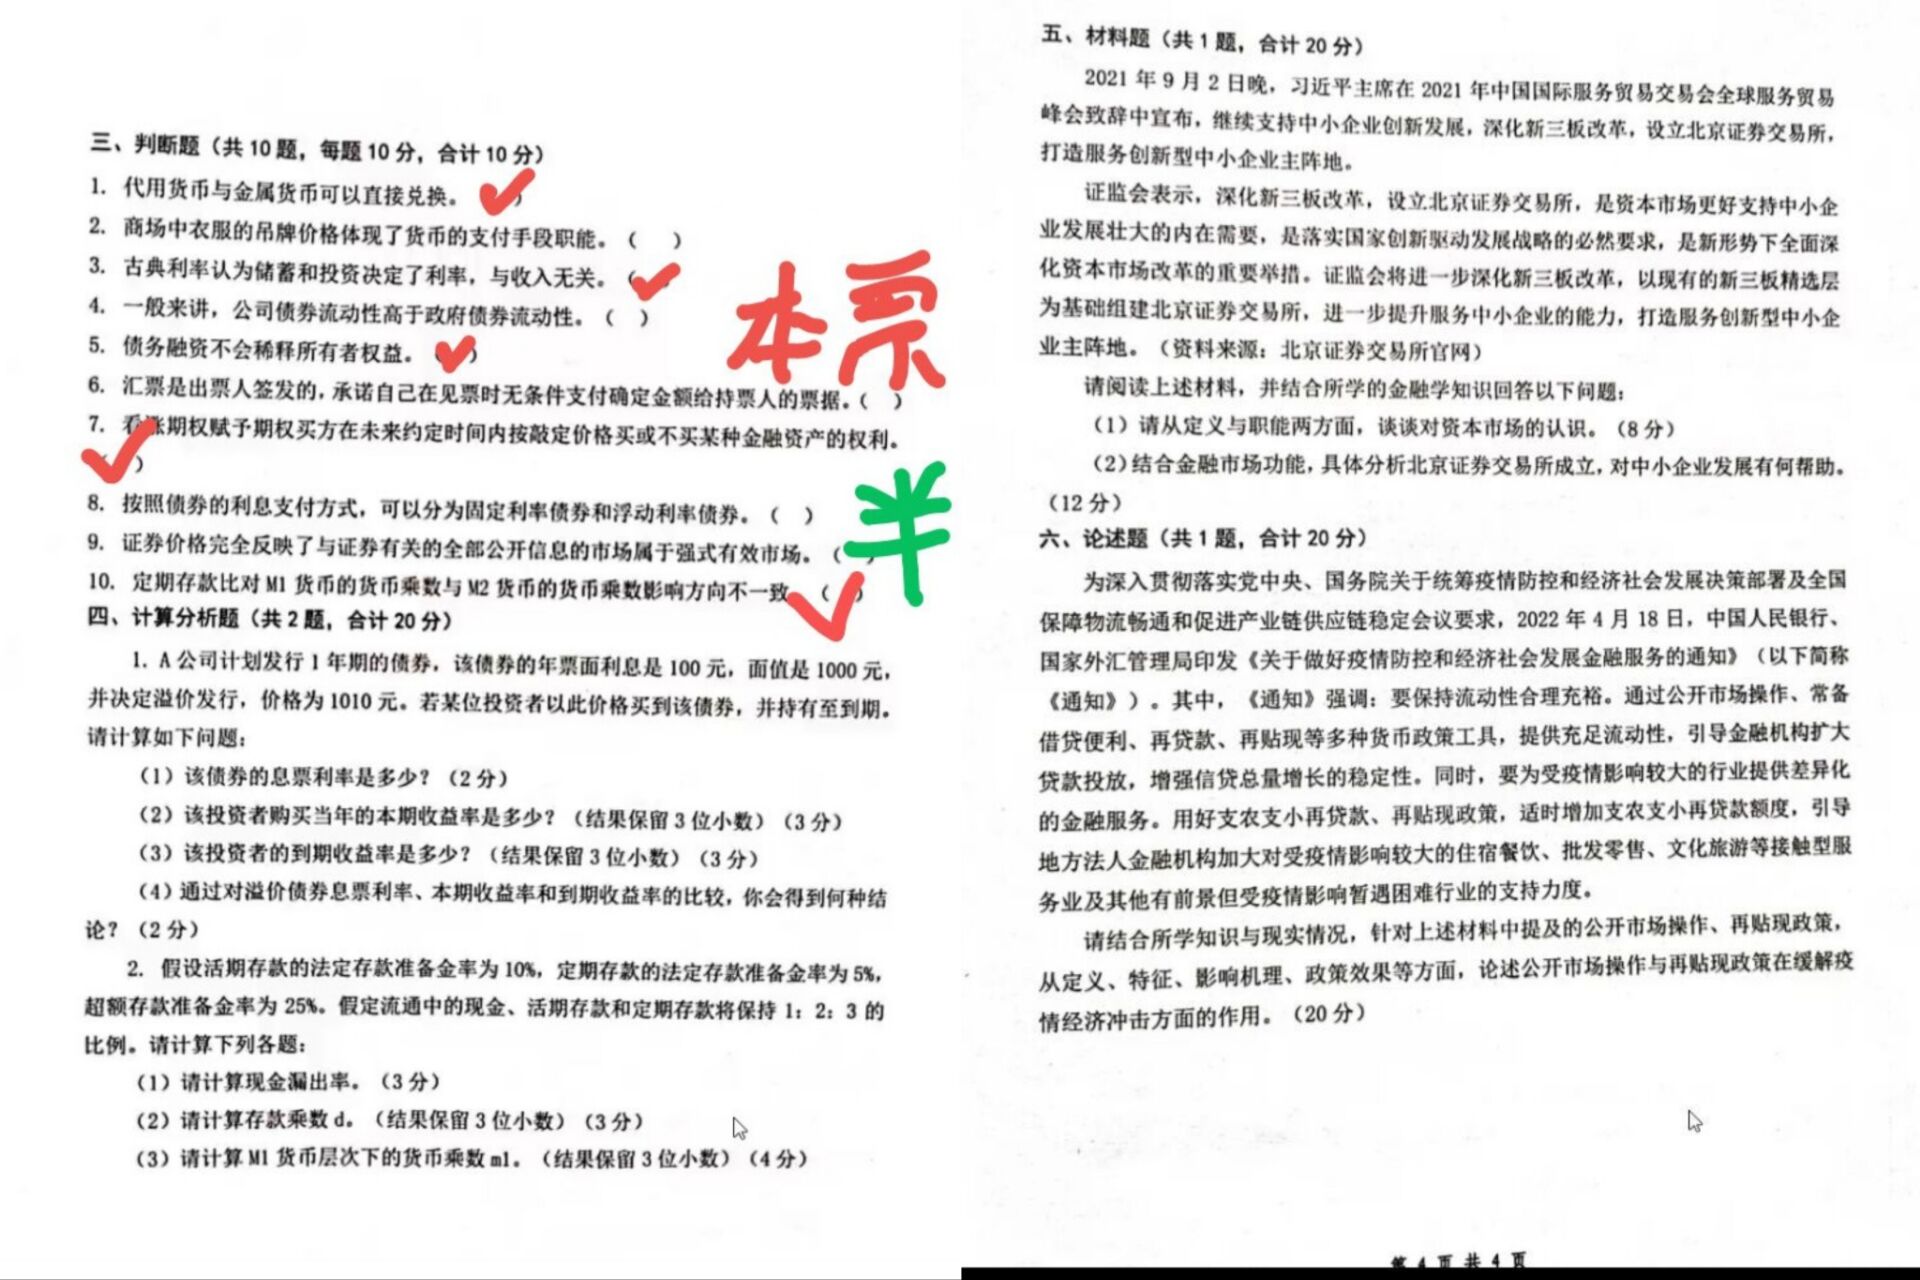 三、判断题（共10题，每题10分，合计10分）
1. 代用货币与金属货币可以直接兑换。（ ）
2. 商场中衣服的吊牌价格体现了货币的支付手段职能。（ ）
3. 古典利率认为储蓄和投资决定了利率，与收入无关。（ ）
4. 一般来讲，公司债券流动性高于政府债券流动性。（ ）
5. 债务融资不会稀释所有者权益。（ ）
本票
6. 汇票是出票人签发的，承诺自己在见票时无条件支付确定金额给持票人的票据。（ ）
7. 看涨期权赋予期权买方在未来约定时间内按敲定价格买或不买某种金融资产的权利。
（ ）
8. 按照债券的利息支付方式，可以分为固定利率债券和浮动利率债券。（ ）
半
9. 证券价格完全反映了与证券有关的全部公开信息的市场属于强式有效市场。（ ）
10. 定期存款比对M1货币的货币乘数与M2货币的货币乘数影响方向不一致。（ ）
四、计算分析题（共2题，合计20分）
1. A公司计划发行1年期的债券，该债券的年票面利息是100元，面值是1000元，
并决定溢价发行，价格为1010元。若某位投资者以此价格买到该债券，并持有至到期。
请计算如下问题：
（1）该债券的息票利率是多少？（2分）
（2）该投资者购买当年的本期收益率是多少？（结果保留3位小数）（3分）
（3）该投资者的到期收益率是多少？（结果保留3位小数）（3分）
（4）通过对溢价债券息票利率、本期收益率和到期收益率的比较，你会得到何种结
论？（2分）
2. 假设活期存款的法定存款准备金率为10%，定期存款的法定存款准备金率为5%，
超额存款准备金率为25%。假定流通中的现金、活期存款和定期存款将保持1：2：3的
比例。请计算下列各题：
（1）请计算现金漏出率。（3分）
（2）请计算存款乘数d。（结果保留3位小数）（3分）
（3）请计算M1货币层次下的货币乘数m1。（结果保留3位小数）（4分）
五、材料题（共1题，合计20分）
2021年9月2日晚，习近平主席在2021年中国国际服务贸易交易会全球服务贸易
峰会致辞中宣布，继续支持中小企业创新发展，深化新三板改革，设立北京证券交易所，
打造服务创新型中小企业主阵地。
证监会表示，深化新三板改革，设立北京证券交易所，是资本市场更好支持中小企
业发展壮大的内在需要，是落实国家创新驱动发展战略的必然要求，是新形势下全面深
化资本市场改革的重要举措。证监会将进一步深化新三板改革，以现有的新三板精选层
为基础组建北京证券交易所，进一步提升服务中小企业的能力，打造服务创新型中小企
业主阵地。（资料来源：北京证券交易所官网）
请阅读上述材料，并结合所学的金融学知识回答以下问题：
（1）请从定义与职能两方面，谈谈对资本市场的认识。（8分）
（2）结合金融市场功能，具体分析北京证券交易所成立，对中小企业发展有何帮助。
（12分）
六、论述题（共1题，合计20分）
为深入贯彻落实党中央、国务院关于统筹疫情防控和经济社会发展决策部署及全国
保障物流畅通和促进产业链供应链稳定会议要求，2022年4月18日，中国人民银行、
国家外汇管理局印发《关于做好疫情防控和经济社会发展金融服务的通知》（以下简称
《通知》）。其中，《通知》强调：要保持流动性合理充裕。通过公开市场操作、常备
借贷便利、再贷款、再贴现等多种货币政策工具，提供充足流动性，引导金融机构扩大
贷款投放，增强信贷总量增长的稳定性。同时，要为受疫情影响较大的行业提供差异化
的金融服务。用好支农支小再贷款、再贴现政策，适时增加支农支小再贷款额度，引导
地方法人金融机构加大对受疫情影响较大的住宿餐饮、批发零售、文化旅游等接触型服
务业及其他有前景但受疫情影响暂遇困难行业的支持力度。
请结合所学知识与现实情况，针对上述材料中提及的公开市场操作、再贴现政策，
从定义、特征、影响机理、政策效果等方面，论述公开市场操作与再贴现政策在缓解疫
情经济冲击方面的作用。（20分）
第4页共4页